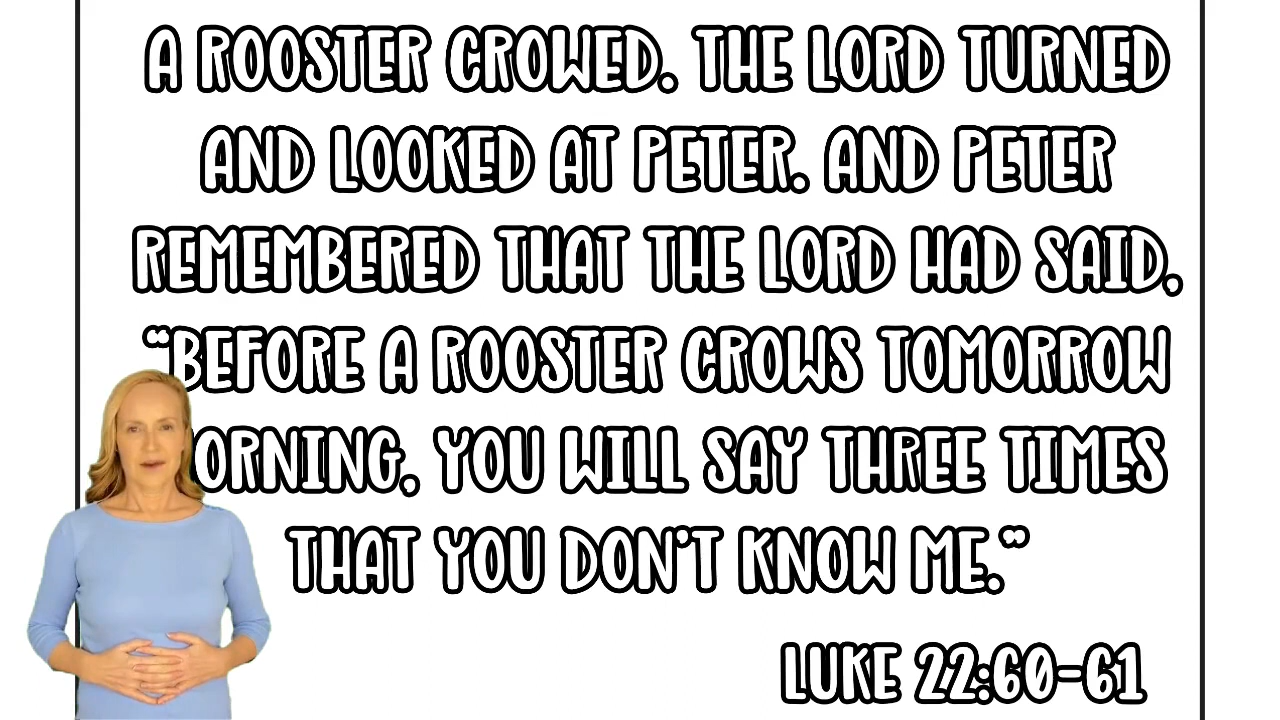 A ROOSTER CROWED. THE LORD TURNED
AND LOOKED AT PETER. AND PETER
REMEMBERED THAT THE LORD HAD SAID,
“BEFORE A ROOSTER CROWS TOMORROW
ORNING, YOU WILL SAY THREE TIMES
THAT YOU DON’T KNOW ME.”
LUKE 22:60-61